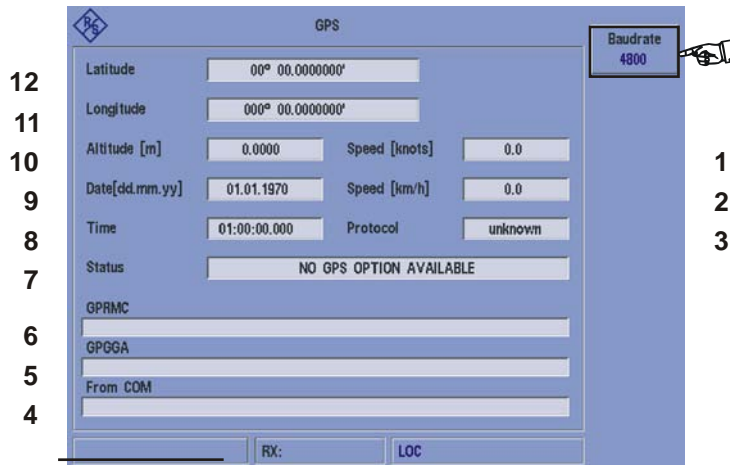 R&S GPS
Baudrate
4800
12 Latitude 00° 00.0000000'
11 Longitude 000° 00.0000000'
10 Altitude [m] 0.0000 Speed [knots] 0.0 1
9 Date[dd.mm.yy] 01.01.1970 Speed [km/h] 0.0 2
8 Time 01:00:00.000 Protocol unknown 3
7 Status NO GPS OPTION AVAILABLE
GPRMC
6
GPGGA
5
From COM
4
RX: LOC